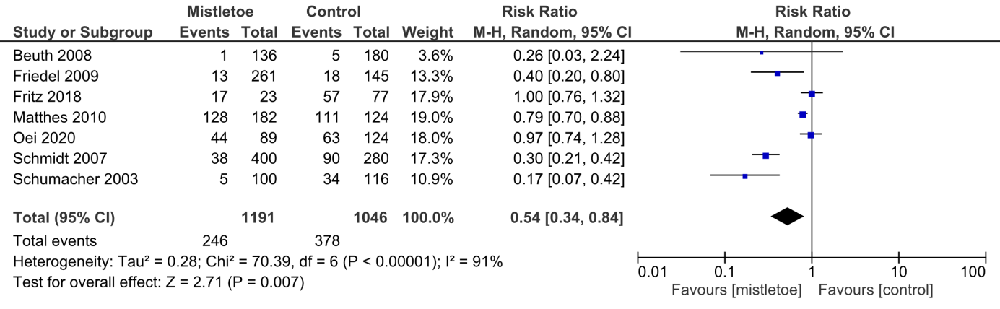 Mistletoe Control Risk Ratio Risk Ratio
Study or Subgroup Events Total Events Total Weight M-H, Random, 95% CI M-H, Random, 95% CI
Beuth 2008 1 136 5 180 3.6% 0.26 [0.03, 2.24]
Friedel 2009 13 261 18 145 13.3% 0.40 [0.20, 0.80]
Fritz 2018 17 23 57 77 17.9% 1.00 [0.76, 1.32]
Matthes 2010 128 182 111 124 19.0% 0.79 [0.70, 0.88]
Oei 2020 44 89 63 124 18.0% 0.97 [0.74, 1.28]
Schmidt 2007 38 400 90 280 17.3% 0.30 [0.21, 0.42]
Schumacher 2003 5 100 34 116 10.9% 0.17 [0.07, 0.42]
Total (95% CI) 1191 1046 100.0% 0.54 [0.34, 0.84]
Total events 246 378
Heterogeneity: Tau² = 0.28; Chi² = 70.39, df = 6 (P < 0.00001); I² = 91%
Test for overall effect: Z = 2.71 (P = 0.007)
0.01 0.1 1 10 100
Favours [mistletoe] Favours [control]